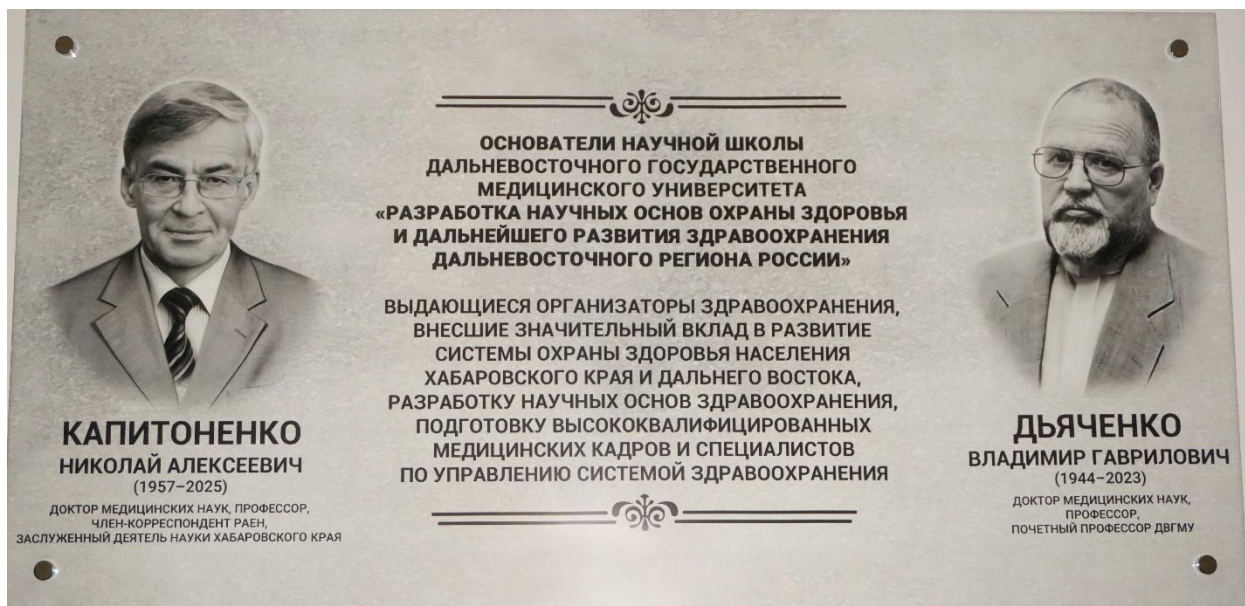 ОСНОВАТЕЛИ НАУЧНОЙ ШКОЛЫ
ДАЛЬНЕВОСТОЧНОГО ГОСУДАРСТВЕННОГО
МЕДИЦИНСКОГО УНИВЕРСИТЕТА
«РАЗРАБОТКА НАУЧНЫХ ОСНОВ ОХРАНЫ ЗДОРОВЬЯ
И ДАЛЬНЕЙШЕГО РАЗВИТИЯ ЗДРАВООХРАНЕНИЯ
ДАЛЬНЕВОСТОЧНОГО РЕГИОНА РОССИИ»
ВЫДАЮЩИЕСЯ ОРГАНИЗАТОРЫ ЗДРАВООХРАНЕНИЯ,
ВНЕСШИЕ ЗНАЧИТЕЛЬНЫЙ ВКЛАД В РАЗВИТИЕ
СИСТЕМЫ ОХРАНЫ ЗДОРОВЬЯ НАСЕЛЕНИЯ
ХАБАРОВСКОГО КРАЯ И ДАЛЬНЕГО ВОСТОКА,
РАЗРАБОТКУ НАУЧНЫХ ОСНОВ ЗДРАВООХРАНЕНИЯ,
ПОДГОТОВКУ ВЫСОКОКВАЛИФИЦИРОВАННЫХ
МЕДИЦИНСКИХ КАДРОВ И СПЕЦИАЛИСТОВ
ПО УПРАВЛЕНИЮ СИСТЕМОЙ ЗДРАВООХРАНЕНИЯ
КАПИТОНЕНКО
НИКОЛАЙ АЛЕКСЕЕВИЧ
(1957–2025)
ДОКТОР МЕДИЦИНСКИХ НАУК, ПРОФЕССОР,
ЧЛЕН-КОРРЕСПОНДЕНТ РАЕН,
ЗАСЛУЖЕННЫЙ ДЕЯТЕЛЬ НАУКИ ХАБАРОВСКОГО КРАЯ
ДЬЯЧЕНКО
ВЛАДИМИР ГАВРИЛОВИЧ
(1944–2023)
ДОКТОР МЕДИЦИНСКИХ НАУК,
ПРОФЕССОР,
ПОЧЕТНЫЙ ПРОФЕССОР ДВГМУ